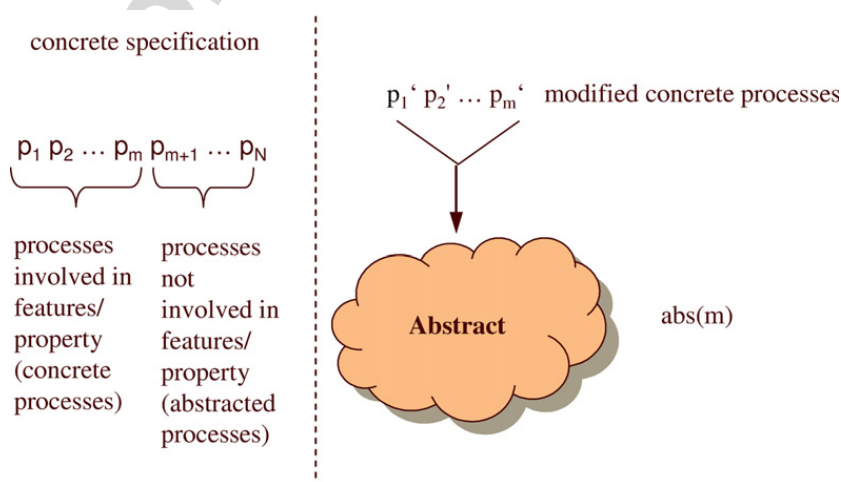 concrete specification
p₁‘ p₂' … pₘ‘ modified concrete processes
p₁ p₂ … pₘ pₘ₊₁ … p_N
processes
involved in
features/
property
(concrete
processes)
processes
not
involved in
features/
property
(abstracted
processes)
Abstract
abs(m)